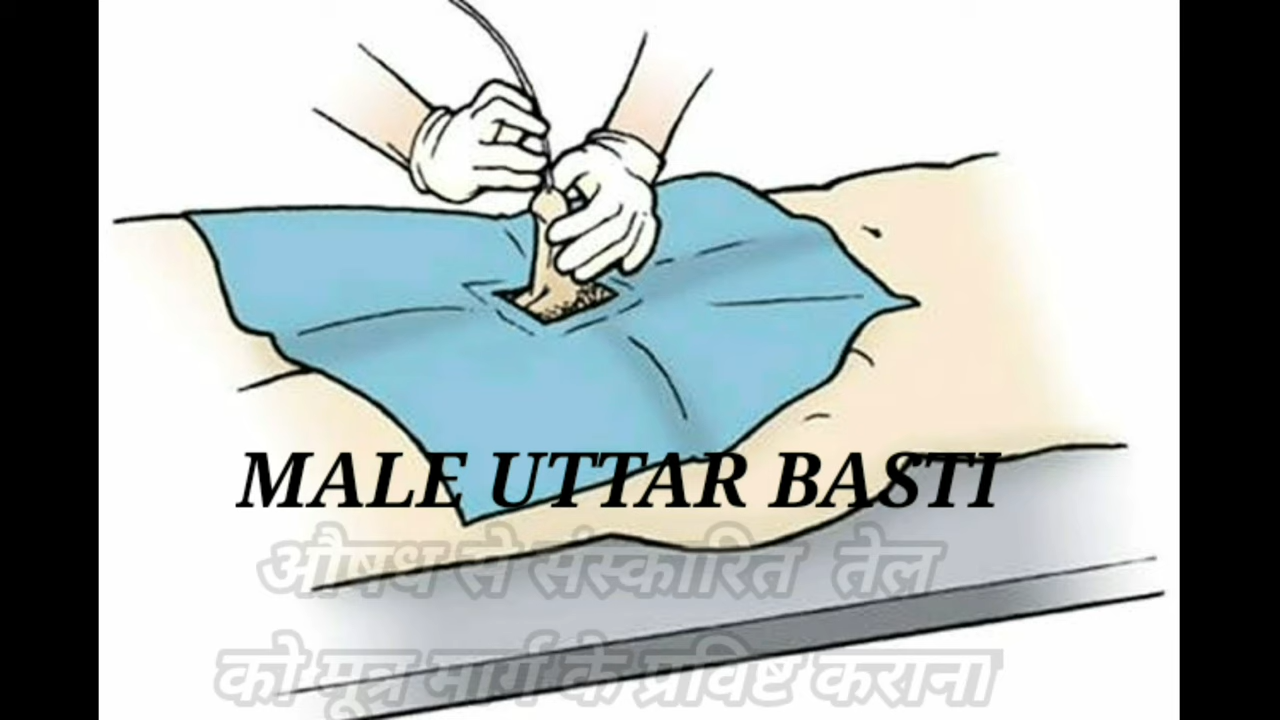 MALE UTTAR BASTI
औषध से संस्कारित तेल
को मूत्र मार्ग के प्रविष्ट कराना